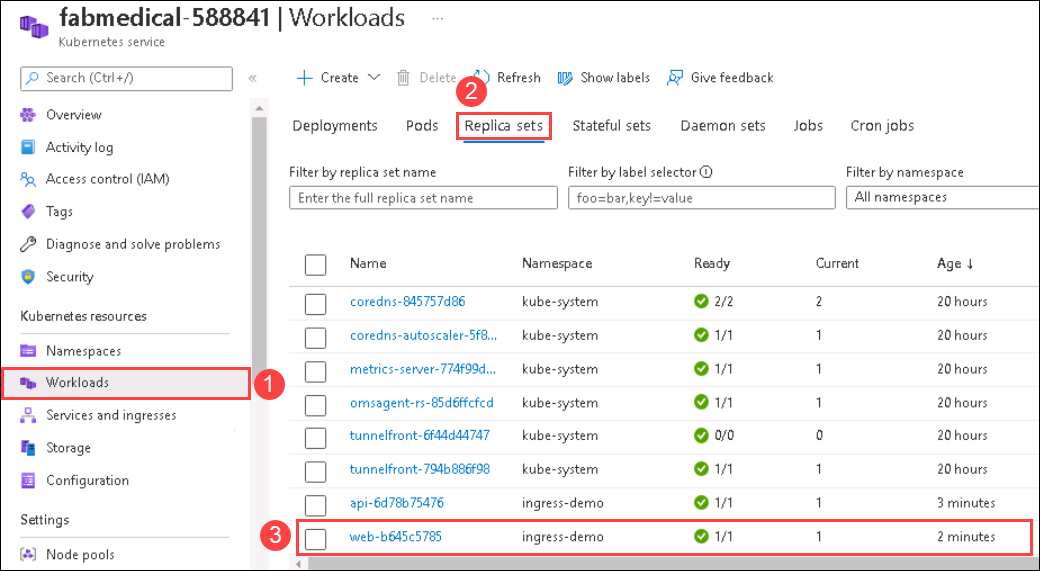 fabmedical-588841 | Workloads ...
Kubernetes service
Search (Ctrl+/)
«
Create
Delete
Refresh
Show labels
Give feedback
Overview
Activity log
Access control (IAM)
Tags
Diagnose and solve problems
Security
Kubernetes resources
Namespaces
Workloads
1
Services and ingresses
Storage
Configuration
Settings
Node pools
2
Deployments Pods Replica sets Stateful sets Daemon sets Jobs Cron jobs
Filter by replica set name Filter by label selector Filter by namespace
Enter the full replica set name foo=bar,key!=value All namespaces
Name Namespace Ready Current Age ↓
coredns-845757d86 kube-system 2/2 2 20 hours
coredns-autoscaler-5f8... kube-system 1/1 1 20 hours
metrics-server-774f99d... kube-system 1/1 1 20 hours
omsagent-rs-85d6ffcfcd kube-system 1/1 1 20 hours
tunnelfront-6f44d44747 kube-system 0/0 0 20 hours
tunnelfront-794b886f98 kube-system 1/1 1 20 hours
api-6d78b75476 ingress-demo 1/1 1 3 minutes
3 web-b645c5785 ingress-demo 1/1 1 2 minutes